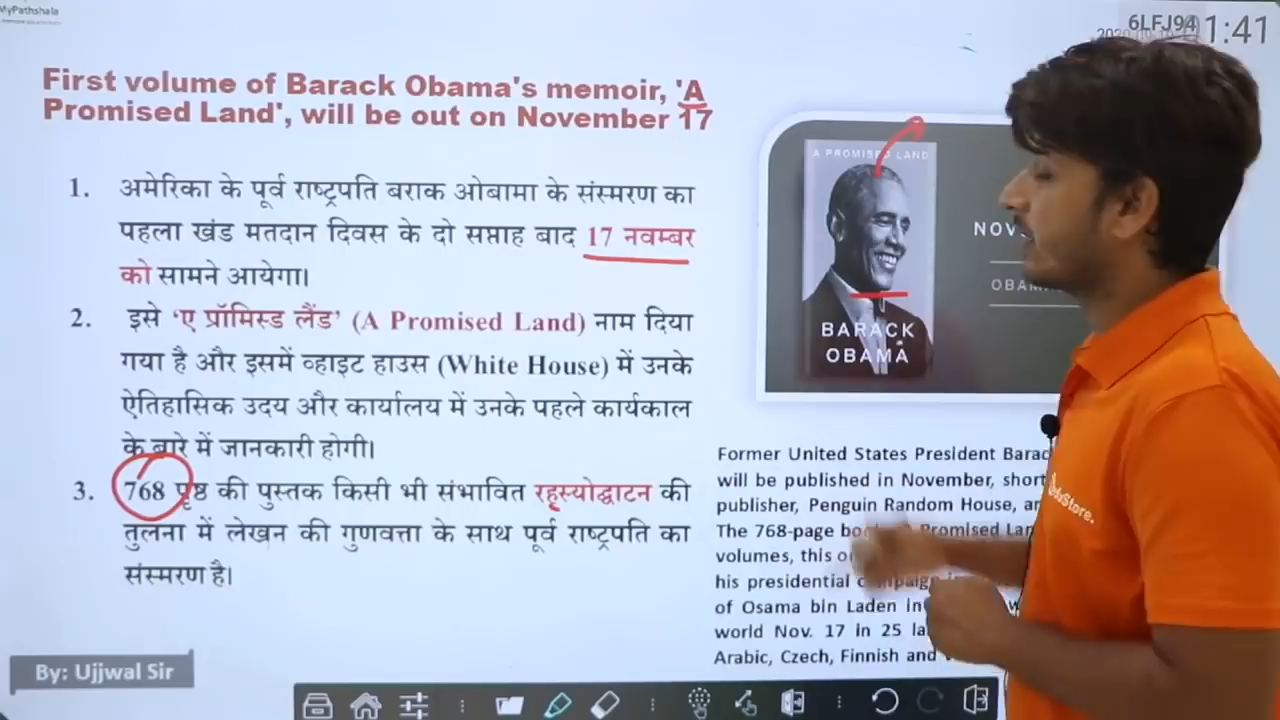 MyPathshala
6LFJ94
1:41
First volume of Barack Obama's memoir, 'A
Promised Land', will be out on November 17
1. अमेरिका के पूर्व राष्ट्रपति बराक ओबामा के संस्मरण का
पहला खंड मतदान दिवस के दो सप्ताह बाद 17 नवम्बर
को सामने आयेगा।
2. इसे ‘ए प्रॉमिस्ड लैंड’ (A Promised Land) नाम दिया
गया है और इसमें व्हाइट हाउस (White House) में उनके
ऐतिहासिक उदय और कार्यालय में उनके पहले कार्यकाल
के बारे में जानकारी होगी।
3. 768 पृष्ठ की पुस्तक किसी भी संभावित रहस्योद्घाटन की
तुलना में लेखन की गुणवत्ता के साथ पूर्व राष्ट्रपति का
संस्मरण है।
A PROMISED LAND
BARACK
OBAMA
Former United States President
will be published in November,
publisher, Penguin Random House,
The 768-page Promised
volumes, this
his presidential
of Osama bin Laden in
world Nov. 17 in 25
Arabic, Czech, Finnish and
By: Ujjwal Sir